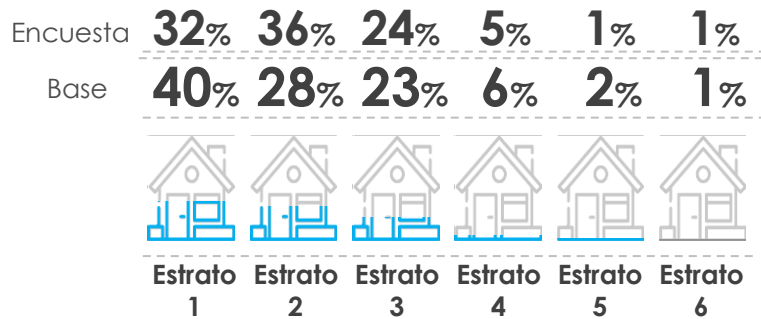 Encuesta 32% 36% 24% 5% 1% 1%
Base 40% 28% 23% 6% 2% 1%
Estrato Estrato Estrato Estrato Estrato Estrato
1 2 3 4 5 6